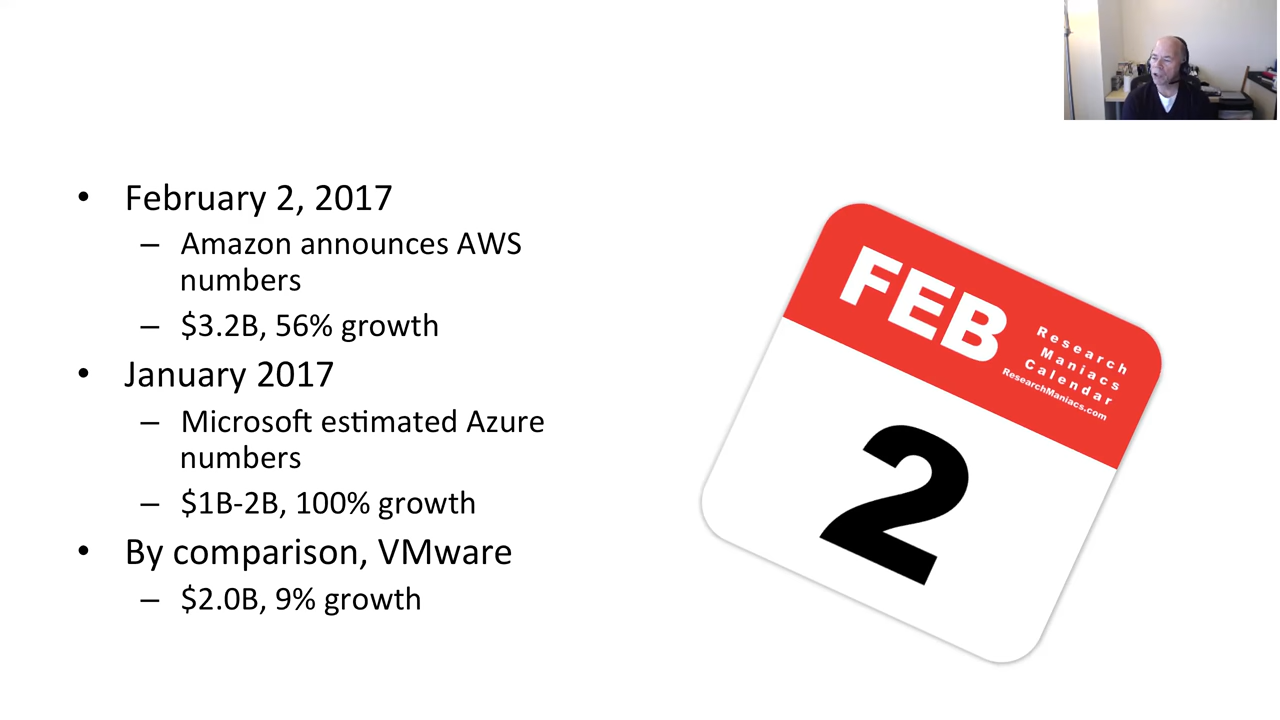 • February 2, 2017
– Amazon announces AWS
numbers
– $3.2B, 56% growth
• January 2017
– Microsoft estimated Azure
numbers
– $1B-2B, 100% growth
• By comparison, VMware
– $2.0B, 9% growth
FEB
Research
Maniacs
Calendar
ResearchManiacs.com
2